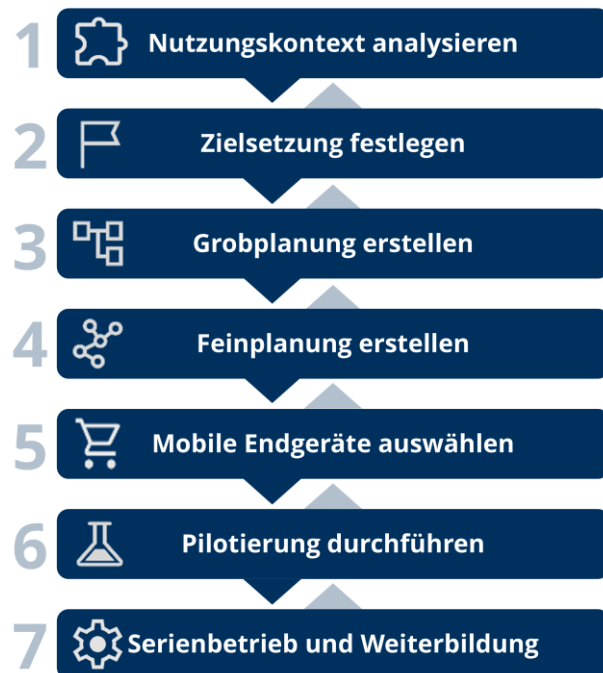 1 Nutzungskontext analysieren
2 Zielsetzung festlegen
3 Grobplanung erstellen
4 Feinplanung erstellen
5 Mobile Endgeräte auswählen
6 Pilotierung durchführen
7 Serienbetrieb und Weiterbildung